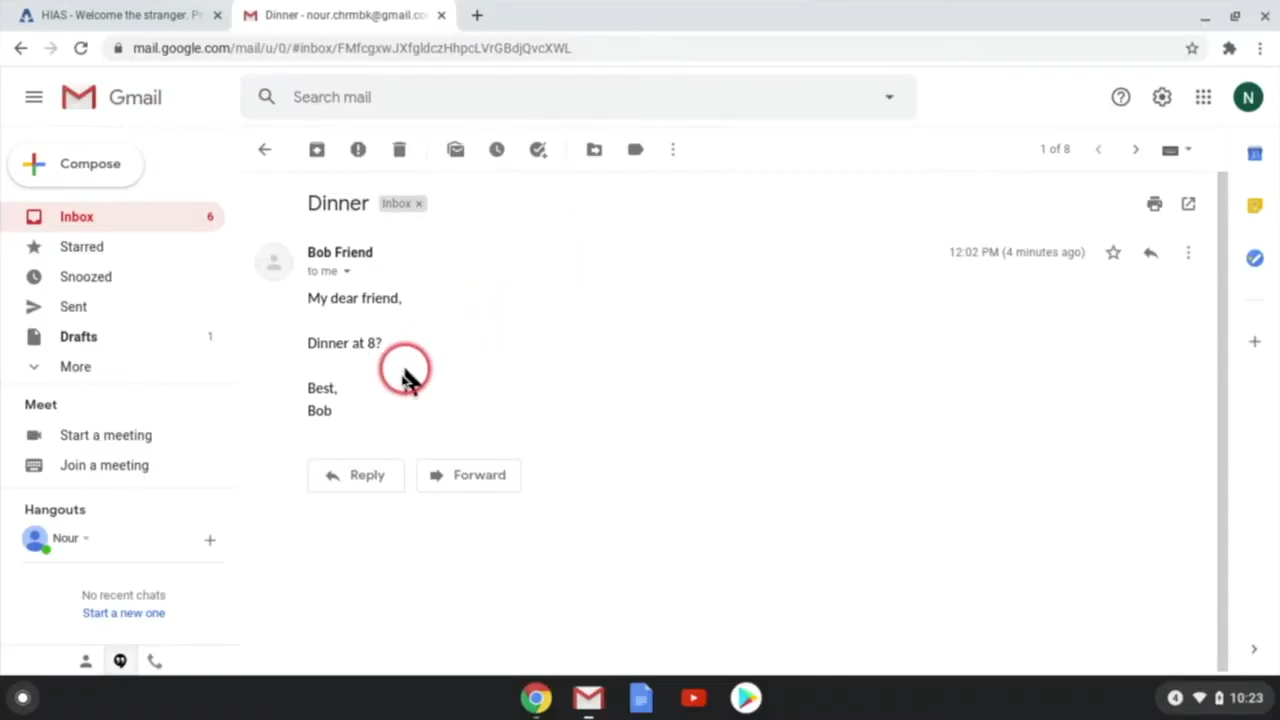 HIAS - Welcome the stranger. P
Dinner - nour.chrmbk@gmail.co
mail.google.com/mail/u/0/#inbox/FMfcgxwJXfgldczHhpcLVrGBdjQvcXWL
Gmail
Search mail
N
Compose
1 of 8
Inbox 6
Starred
Snoozed
Sent
Drafts 1
More
Meet
Start a meeting
Join a meeting
Hangouts
Nour
No recent chats
Start a new one
Dinner Inbox ×
Bob Friend
12:02 PM (4 minutes ago)
to me
My dear friend,
Dinner at 8?
Best,
Bob
Reply
Forward
4 10:23